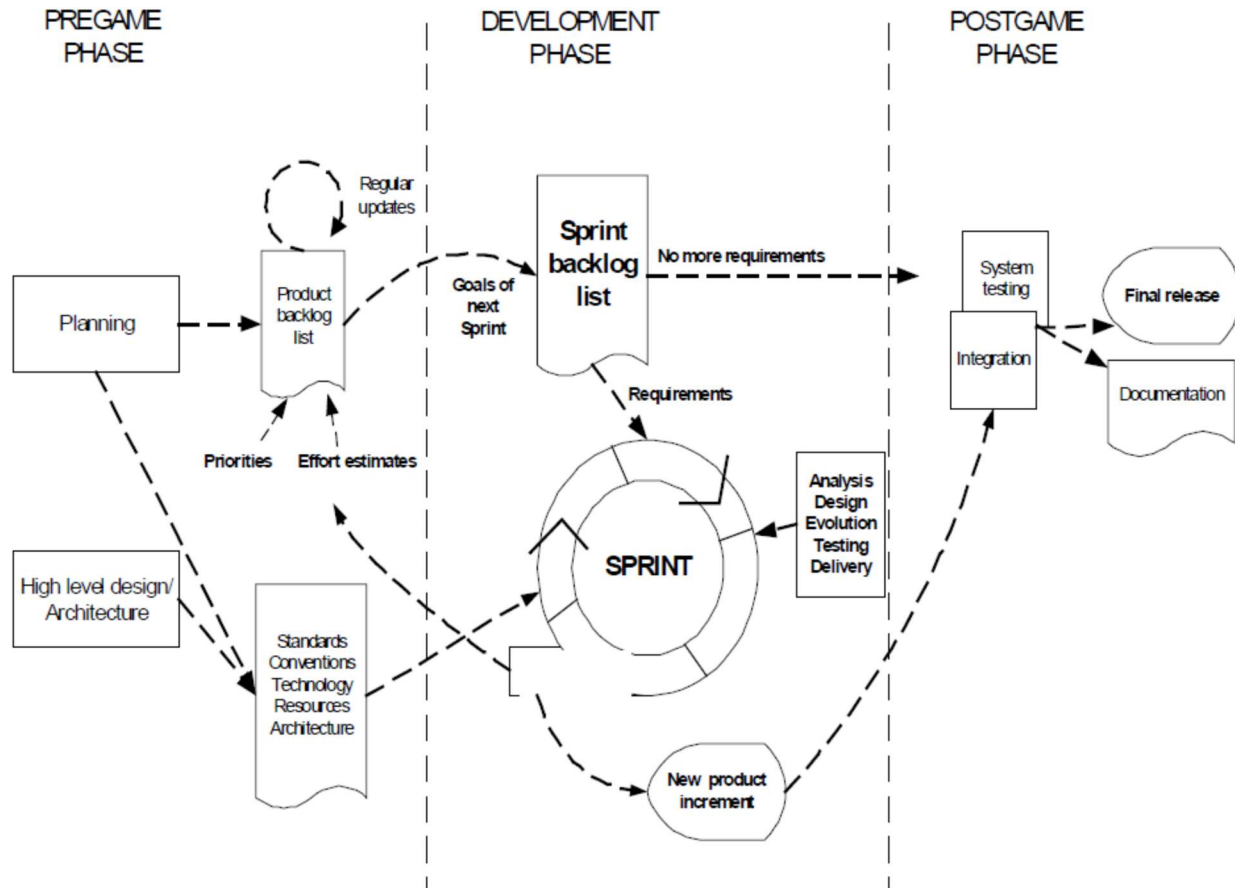 PREGAME
PHASE
DEVELOPMENT
PHASE
POSTGAME
PHASE
Regular
updates
Planning
Product
backlog
list
Goals of
next
Sprint
Sprint
backlog
list
No more requirements
System
testing
Integration
Final release
Documentation
Priorities
Effort estimates
Requirements
High level design/
Architecture
Standards
Conventions
Technology
Resources
Architecture
SPRINT
Analysis
Design
Evolution
Testing
Delivery
New product
increment